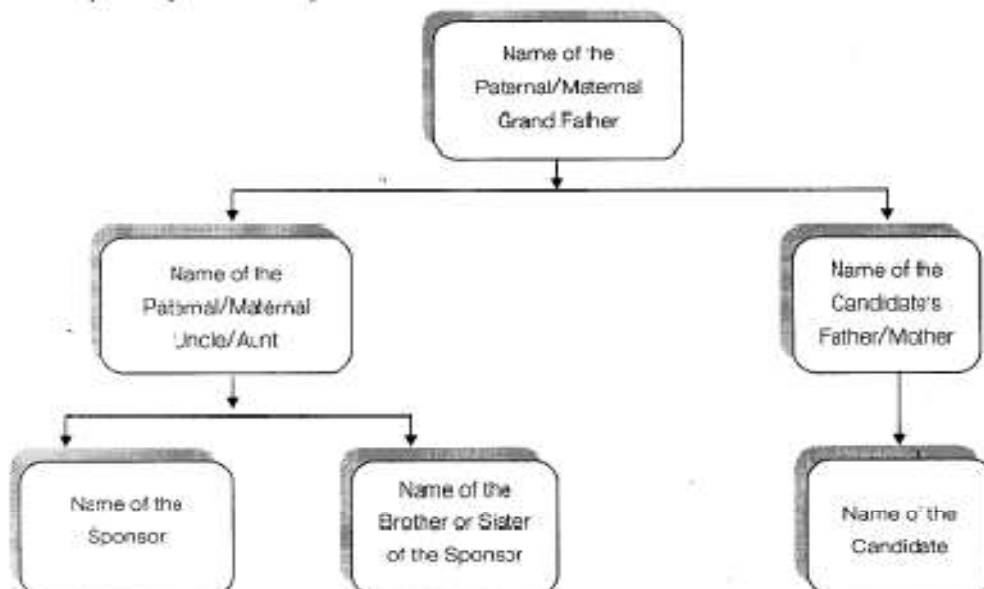 Name of the
Paternal/Maternal
Grand Father
Name of the
Paternal/Maternal
Uncle/Aunt
Name of the
Candidate's
Father/Mother
Name of the
Sponsor
Name of the
Brother or Sister
of the Sponsor
Name of the
Candidate